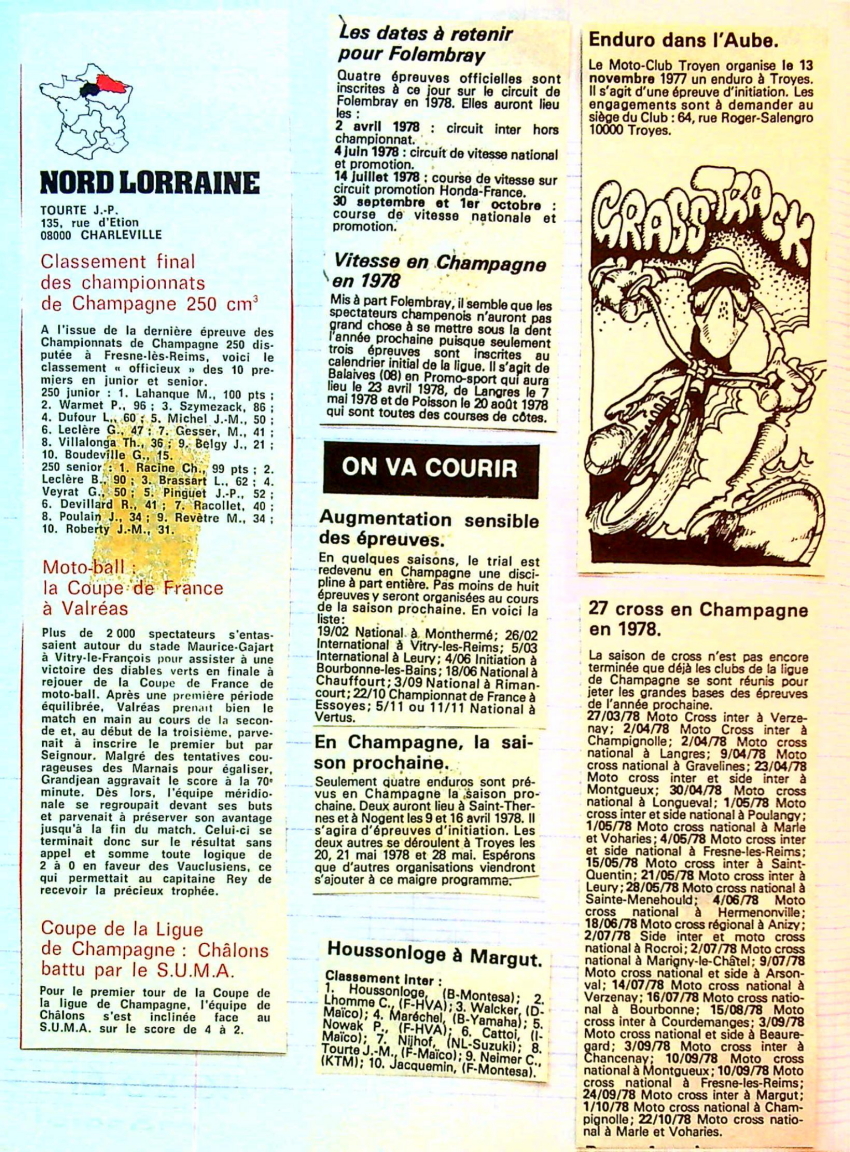 NORD LORRAINE
TOURTE J.-P.
135, rue d'Etion
08000 CHARLEVILLE
Classement final
des championnats
de Champagne 250 cm³
A l'issue de la dernière épreuve des
Championnats de Champagne 250 dis-
putée à Fresne-lès-Reims, voici le
classement « officieux » des 10 pre-
miers en junior et senior.
250 junior : 1. Lahanque M., 100 pts ;
2. Warmet P., 96 ; 3. Szymezack, 86 ;
4. Dufour L., 60 ; 5. Michel J.-M., 50 ;
6. Leclère G., 47 ; 7. Gesser, M., 41 ;
8. Villalonga Th., 36 ; 9. Belgy J., 21 ;
10. Boudeville G., 15.
250 senior : 1. Racine Ch., 99 pts ; 2.
Leclère B., 90 ; 3. Brassart L., 62 ; 4.
Veyrat G., 50 ; 5. Pinguet J.-P., 52 ;
6. Devillard R., 41 ; 7. Racollet, 40 ;
8. Poulain J., 34 ; 9. Revêtre M., 34 ;
10. Roberty J.-M., 31.
Moto-ball :
la Coupe de France
à Valréas
Plus de 2 000 spectateurs s'entas-
saient autour du stade Maurice-Gajart
à Vitry-le-François pour assister à une
victoire des diables verts en finale à
rejouer de la Coupe de France de
moto-ball. Après une première période
équilibrée, Valréas prenait bien le
match en main au cours de la secon-
de et, au début de la troisième, parve-
nait à inscrire le premier but par
Seignour. Malgré des tentatives cou-
rageuses des Marnais pour égaliser,
Grandjean aggravait le score à la 70e
minute. Dès lors, l'équipe méridio-
nale se regroupait devant ses buts
et parvenait à préserver son avantage
jusqu'à la fin du match. Celui-ci se
terminait donc sur le résultat sans
appel et somme toute logique de
2 à 0 en faveur des Vauclusiens, ce
qui permettait au capitaine Rey de
recevoir la précieux trophée.
Coupe de la Ligue
de Champagne : Châlons
battu par le S.U.M.A.
Pour le premier tour de la Coupe de
la ligue de Champagne, l'équipe de
Châlons s'est inclinée face au
S.U.M.A. sur le score de 4 à 2.
Les dates à retenir
pour Folembray
Quatre épreuves officielles sont
inscrites à ce jour sur le circuit de
Folembray en 1978. Elles auront lieu
les :
2 avril 1978 : circuit inter hors
championnat.
4 juin 1978 : circuit de vitesse national
et promotion.
14 juillet 1978 : course de vitesse sur
circuit promotion Honda-France.
30 septembre et 1er octobre :
course de vitesse nationale et
promotion.
Vitesse en Champagne
en 1978
Mis à part Folembray, il semble que les
spectateurs champenois n'auront pas
grand chose à se mettre sous la dent
l'année prochaine puisque seulement
trois épreuves sont inscrites au
calendrier initial de la ligue. Il s'agit de
Balaives (08) en Promo-sport qui aura
lieu le 23 avril 1978, de Langres le 7
mai 1978 et de Poisson le 20 août 1978
qui sont toutes des courses de côtes.
ON VA COURIR
Augmentation sensible
des épreuves.
En quelques saisons, le trial est
redevenu en Champagne une disci-
pline à part entière. Pas moins de huit
épreuves y seront organisées au cours
de la saison prochaine. En voici la
liste:
19/02 National à Monthermé; 26/02
International à Vitry-les-Reims; 5/03
International à Leury; 4/06 Initiation à
Bourbonne-les-Bains; 18/06 National à
Chauffourt; 3/09 National à Riman-
court; 22/10 Championnat de France à
Essoyes; 5/11 ou 11/11 National à
Vertus.
En Champagne, la sai-
son prochaine.
Seulement quatre enduros sont pré-
vus en Champagne la saison pro-
chaine. Deux auront lieu à Saint-Ther-
nes et à Nogent les 9 et 16 avril 1978. Il
s'agira d'épreuves d'initiation. Les
deux autres se déroulent à Troyes les
20, 21 mai 1978 et 28 mai. Espérons
que d'autres organisations viendront
s'ajouter à ce maigre programme.
Houssonloge à Margut.
Classement Inter :
1. Houssonloge, (B-Montesa); 2.
Lhomme C., (F-HVA); 3. Walcker, (D-
Maïco); 4. Maréchel, (B-Yamaha); 5.
Nowak P., (F-HVA); 6. Cattoi, (I-
Maïco); 7. Nijhof, (NL-Suzuki); 8.
Tourte J.-M., (F-Maïco); 9. Neimer C.,
(KTM); 10. Jacquemin, (F-Montesa).
Enduro dans l'Aube.
Le Moto-Club Troyen organise le 13
novembre 1977 un enduro à Troyes.
Il s'agit d'une épreuve d'initiation. Les
engagements sont à demander au
siège du Club : 64, rue Roger-Salengro
10000 Troyes.
GRASS TRACK
27 cross en Champagne
en 1978.
La saison de cross n'est pas encore
terminée que déjà les clubs de la ligue
de Champagne se sont réunis pour
jeter les grandes bases des épreuves
de l'année prochaine.
27/03/78 Moto Cross inter à Verze-
nay; 2/04/78 Moto Cross inter à
Champignolle; 2/04/78 Moto cross
national à Langres; 9/04/78 Moto
cross national à Gravelines; 23/04/78
Moto cross inter et side inter à
Montgueux; 30/04/78 Moto cross
national à Longueval; 1/05/78 Moto
cross inter et side national à Poulangy;
1/05/78 Moto cross national à Marle
et Voharies; 4/05/78 Moto cross inter
et side national à Fresne-les-Reims;
15/05/78 Moto cross inter à Saint-
Quentin; 21/05/78 Moto cross inter à
Leury; 28/05/78 Moto cross national à
Sainte-Menehould; 4/06/78 Moto
cross national à Hermenonville;
18/06/78 Moto cross régional à Anizy;
2/07/78 Side inter et moto cross
national à Rocroi; 2/07/78 Moto cross
national à Marigny-le-Châtel; 9/07/78
Moto cross national et side à Arson-
val; 14/07/78 Moto cross national à
Verzenay; 16/07/78 Moto cross natio-
nal à Bourbonne; 15/08/78 Moto
cross inter à Courdemanges; 3/09/78
Moto cross national et side à Beaure-
gard; 3/09/78 Moto cross inter à
Chancenay; 10/09/78 Moto cross
national à Montgueux; 10/09/78 Moto
cross national à Fresne-les-Reims;
24/09/78 Moto cross inter à Margut;
1/10/78 Moto cross national à Cham-
pignolle; 22/10/78 Moto cross natio-
nal à Marle et Voharies.